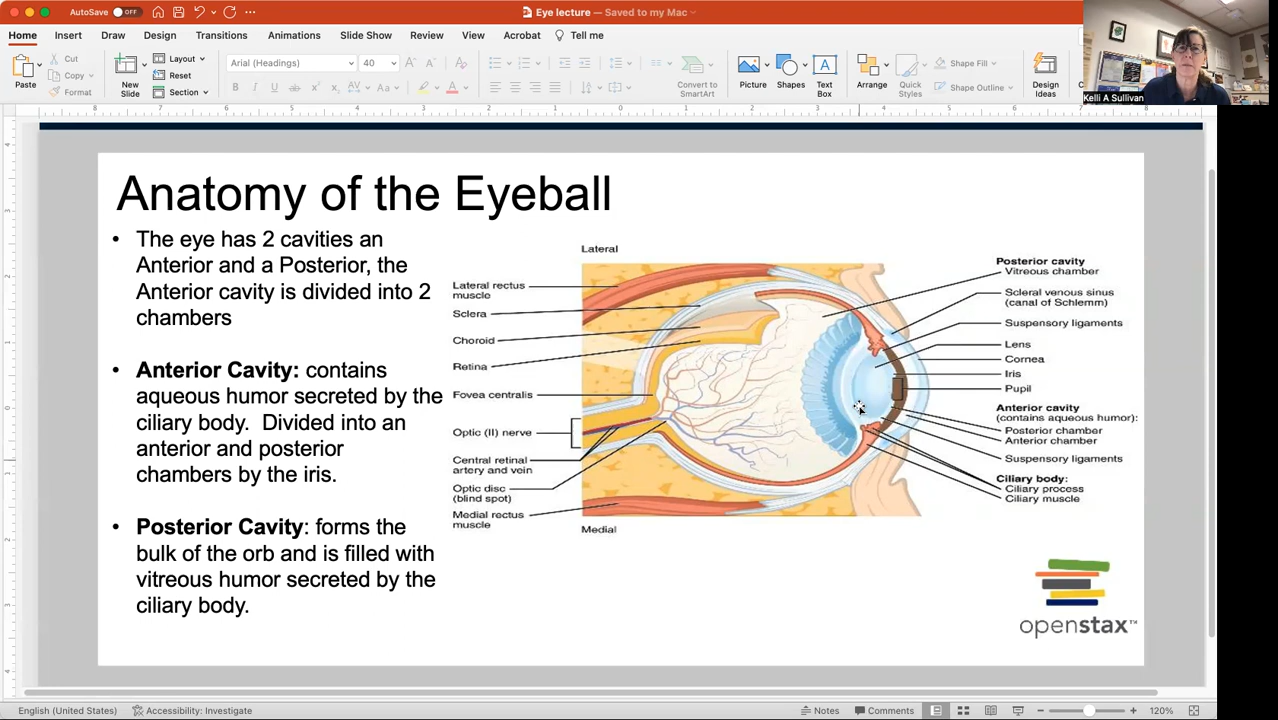 AutoSave OFF
Eye lecture — Saved to my Mac
Home Insert Draw Design Transitions Animations Slide Show Review View Acrobat Tell me
Paste
Cut
Copy
Format
New
Slide
Layout
Reset
Section
Arial (Headings) 40
Convert to
SmartArt
Picture
Shapes
Text
Box
Arrange
Quick
Styles
Shape Fill
Shape Outline
Design
Ideas
Kelli A Sullivan
Anatomy of the Eyeball
• The eye has 2 cavities an
Anterior and a Posterior, the
Anterior cavity is divided into 2
chambers
• Anterior Cavity: contains
aqueous humor secreted by the
ciliary body. Divided into an
anterior and posterior
chambers by the iris.
• Posterior Cavity: forms the
bulk of the orb and is filled with
vitreous humor secreted by the
ciliary body.
Lateral
Lateral rectus
muscle
Sclera
Choroid
Retina
Fovea centralis
Optic (II) nerve
Central retinal
artery and vein
Optic disc
(blind spot)
Medial rectus
muscle
Medial
Posterior cavity
Vitreous chamber
Scleral venous sinus
(canal of Schlemm)
Suspensory ligaments
Lens
Cornea
Iris
Pupil
Anterior cavity
(contains aqueous humor):
Posterior chamber
Anterior chamber
Suspensory ligaments
Ciliary body:
Ciliary process
Ciliary muscle
openstax™
English (United States) Accessibility: Investigate Notes Comments 120%